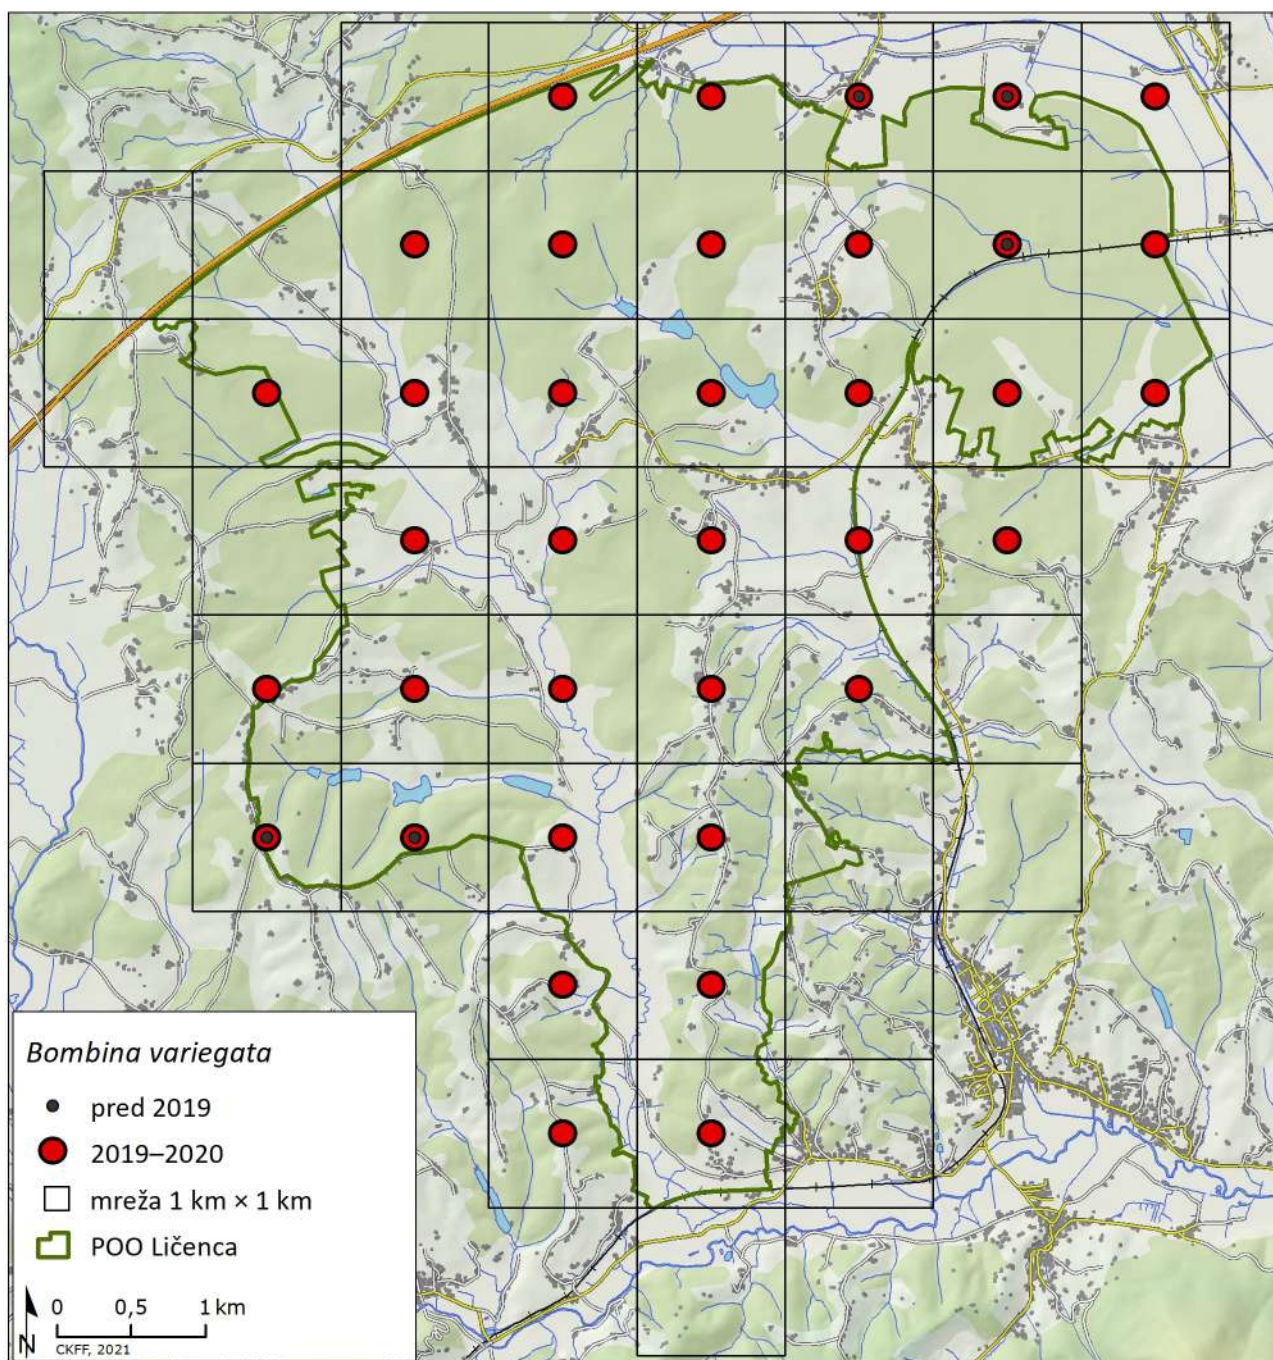 Bombina variegata
pred 2019
2019–2020
mreža 1 km × 1 km
POO Ličenca
0 0,5 1 km
N
CKFF, 2021